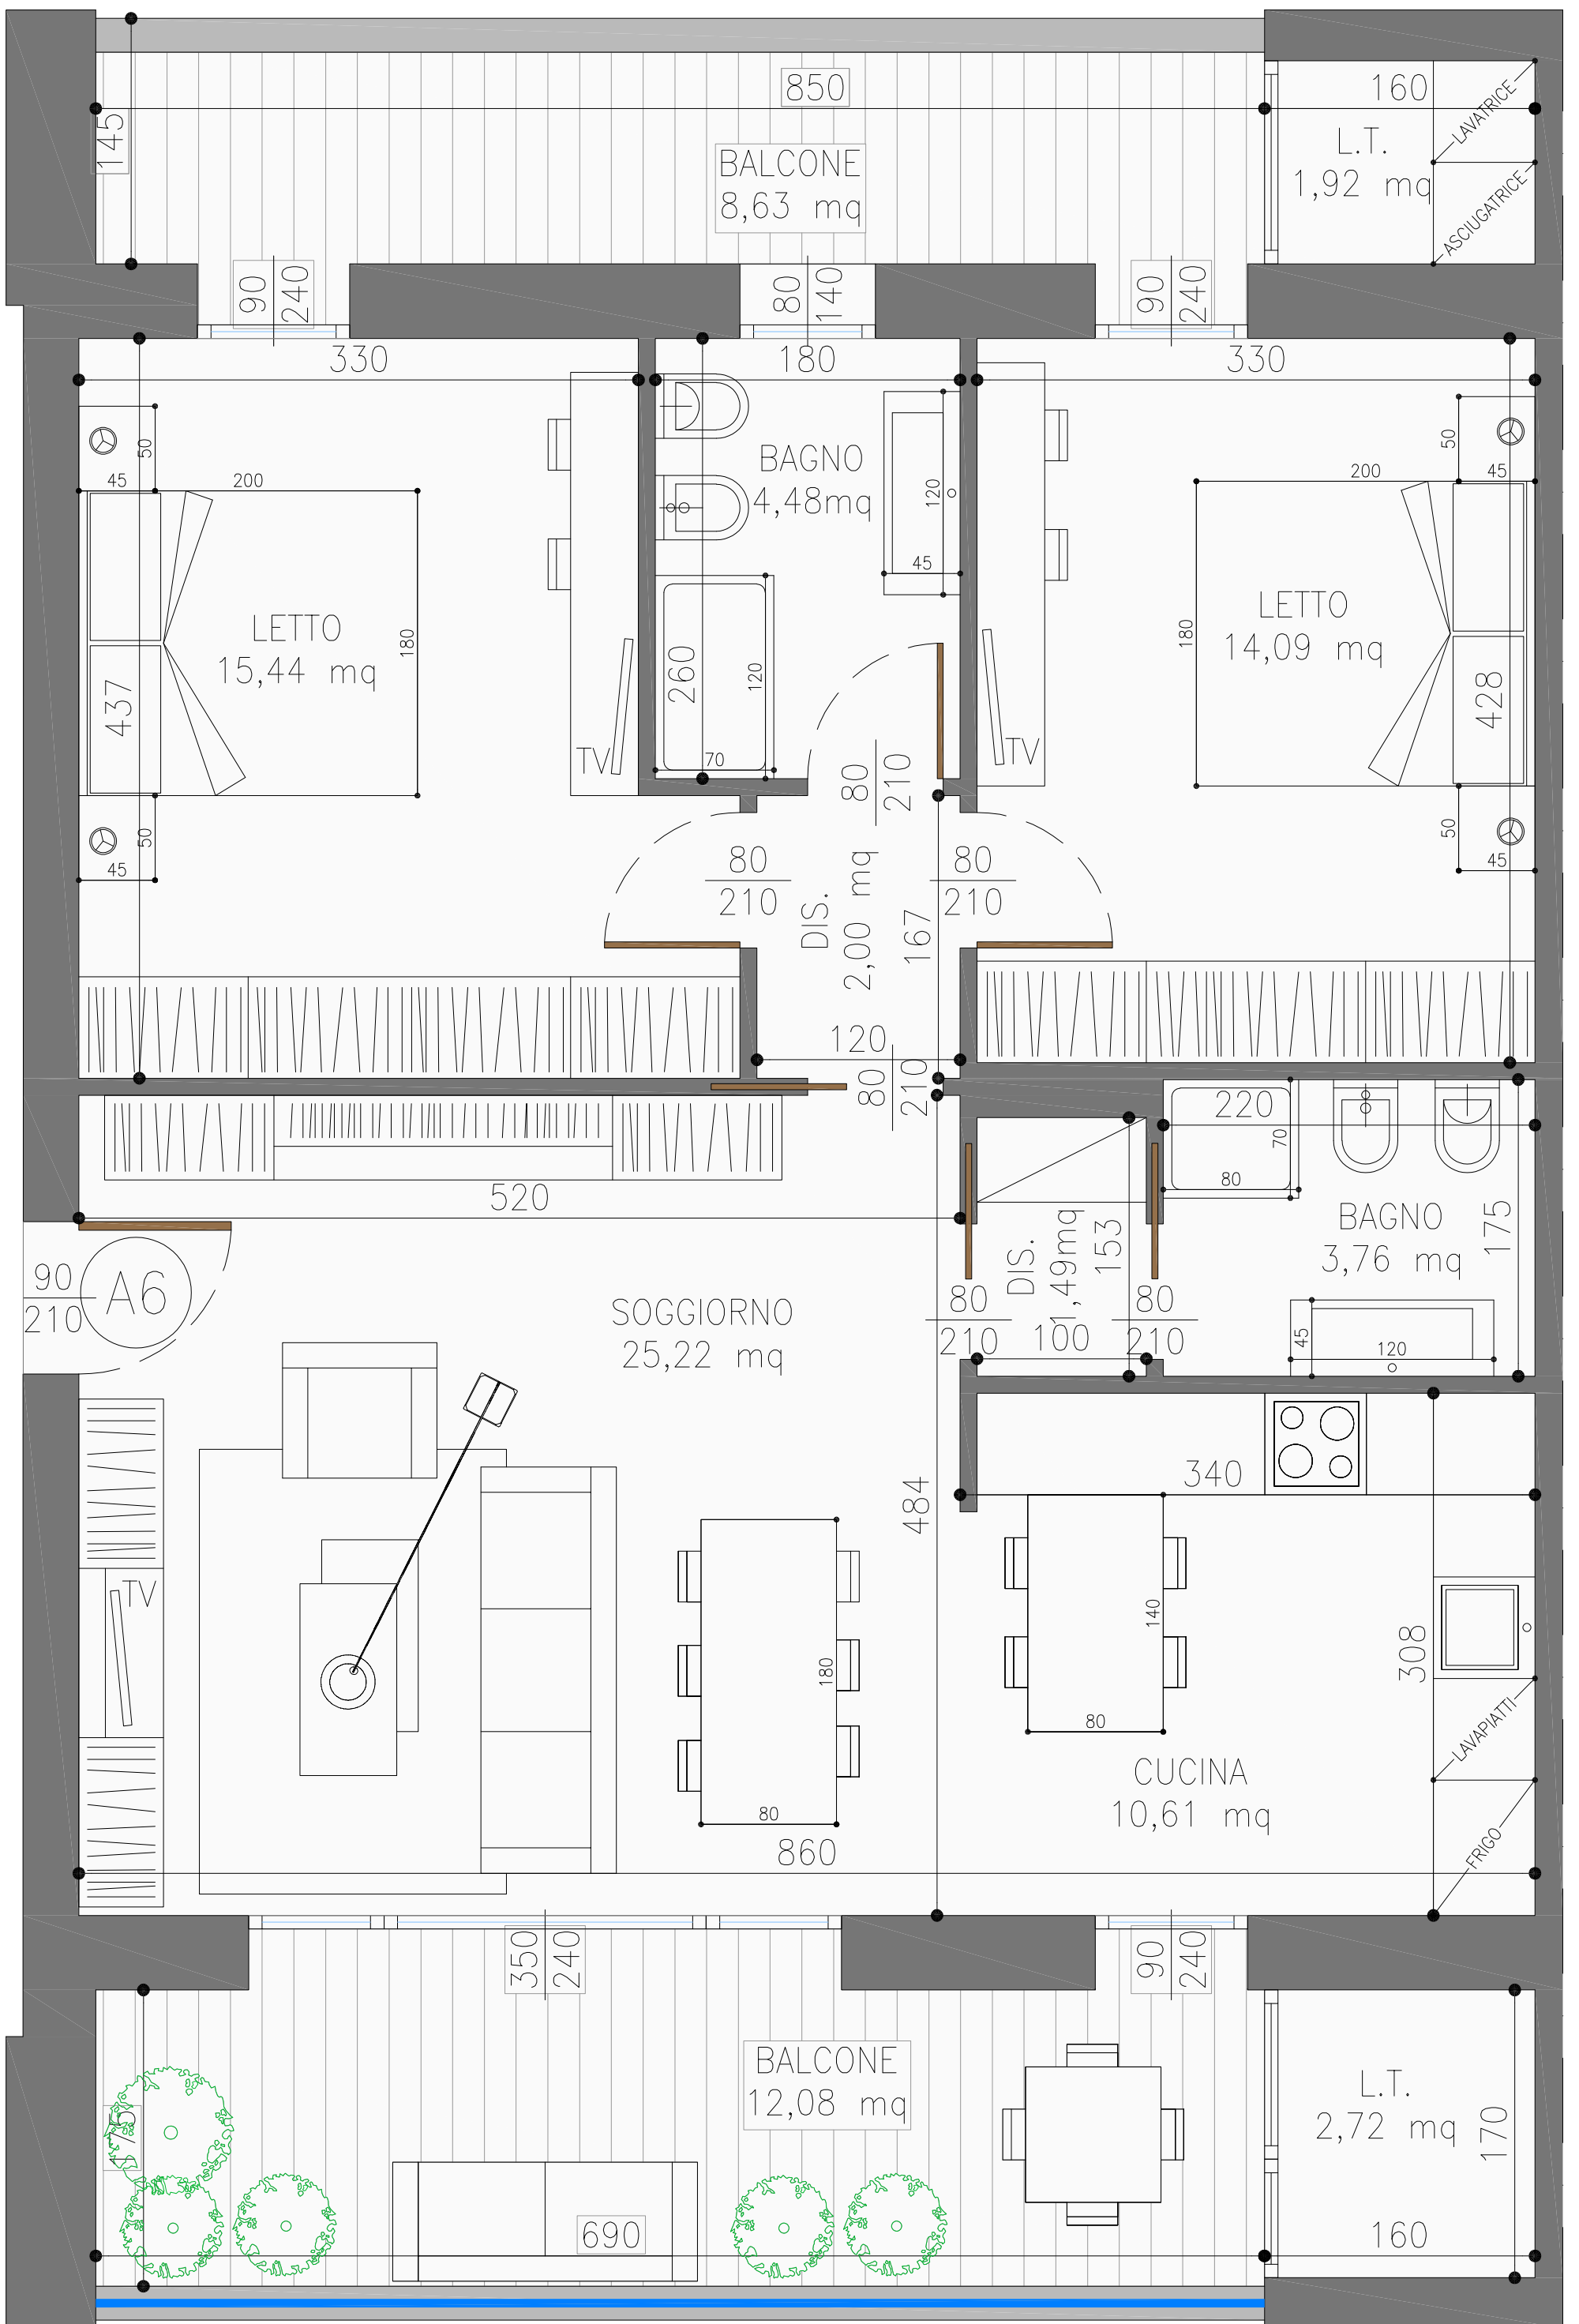 850
160
145
BALCONE
8,63 mq
L.T.
1,92 mq
LAVATRICE
ASCIUGATRICE
90
240
80
140
90
240
330
180
330
50
45
200
BAGNO
4,48mq
120
45
200
50
45
LETTO
15,44 mq
180
437
260
120
70
TV
LETTO
14,09 mq
180
428
TV
50
45
50
45
80
210
80
210
80
210
DIS.
2,00 mq
167
120
80
210
520
220
70
80
BAGNO
3,76 mq
175
45
120
DIS.
1,49mq
153
80
210
100
80
210
90
210
A6
SOGGIORNO
25,22 mq
484
340
TV
180
80
140
80
308
LAVAPIATTI
FRIGO
CUCINA
10,61 mq
860
350
240
90
240
BALCONE
12,08 mq
L.T.
2,72 mq
170
175
690
160